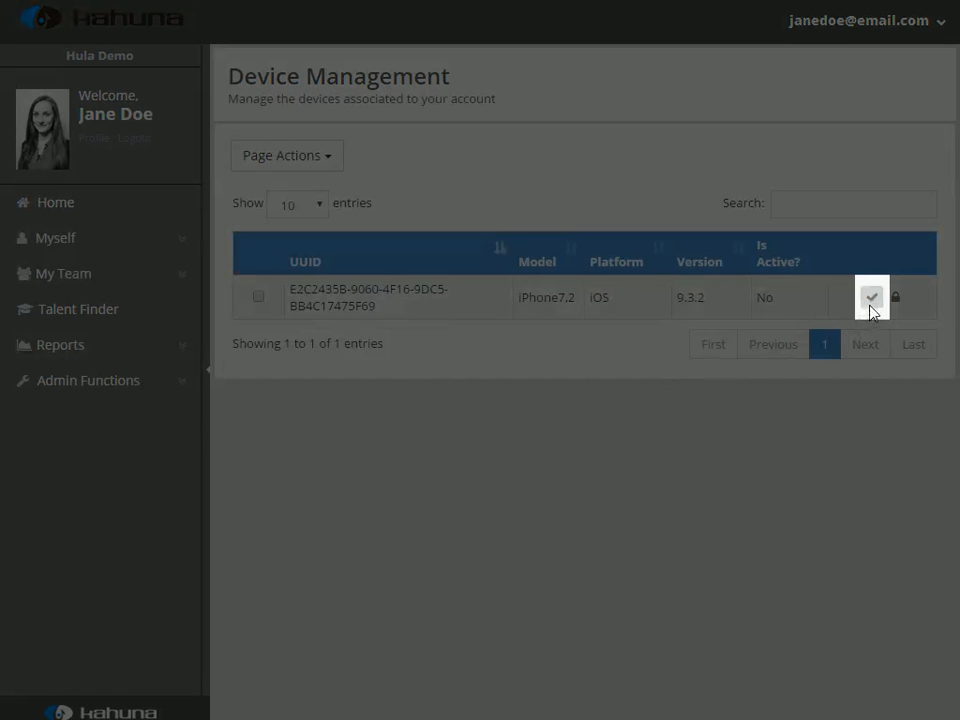 kahuna
janedoe@email.com
Hula Demo
Welcome,
Jane Doe
Profile Logout
Home
Myself
My Team
Talent Finder
Reports
Admin Functions
kahuna
Device Management
Manage the devices associated to your account
Page Actions
Show 10 entries
Search:
UUID Model Platform Version Is Active?
E2C2435B-9060-4F16-9DC5-
BB4C17475F69 iPhone7,2 iOS 9.3.2 No
Showing 1 to 1 of 1 entries
First Previous 1 Next Last